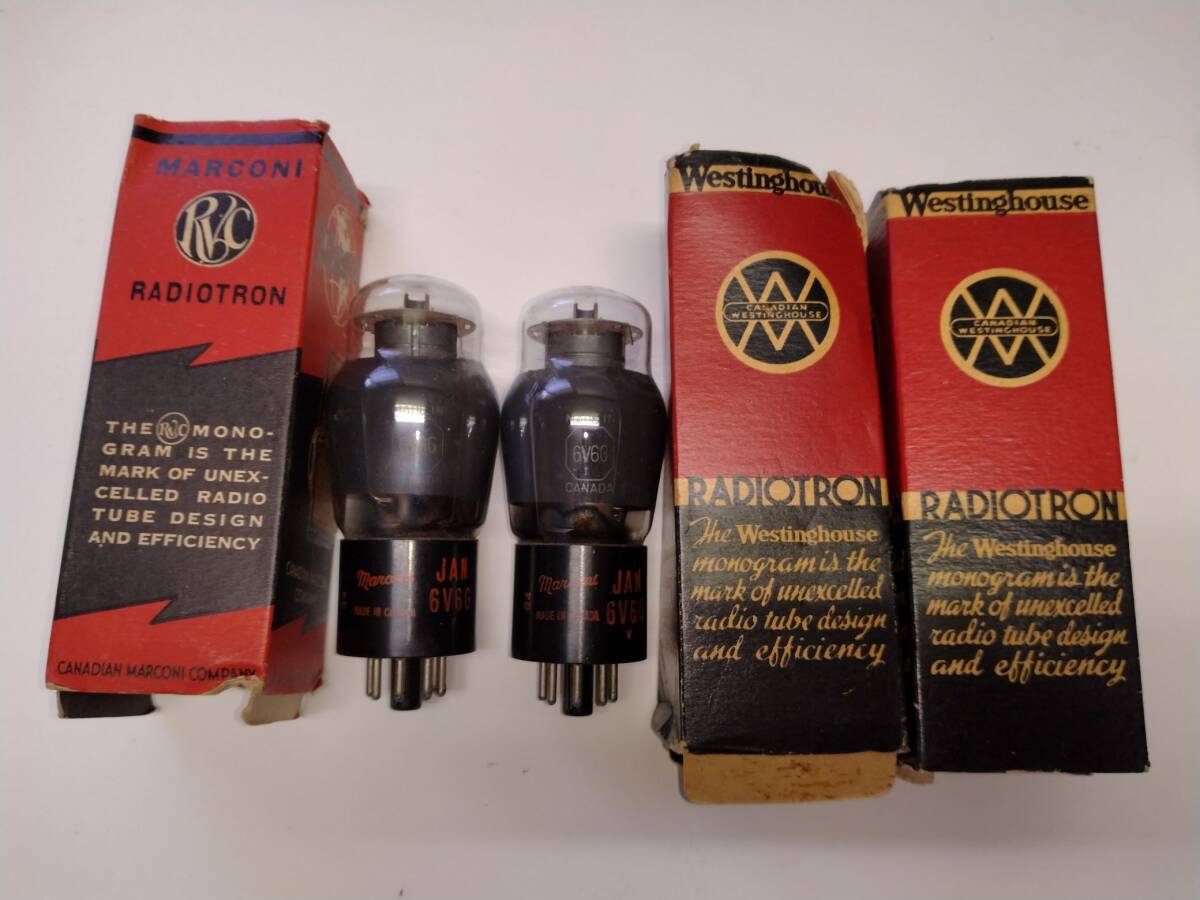 MARCONI
RVC
RADIOTRON
THE RVC MONO-
GRAM IS THE
MARK OF UNEX-
CELLED RADIO
TUBE DESIGN
AND EFFICIENCY
CANADIAN MARCONI COMPANY
Marconi
JAN
6V6G
MADE IN CANADA
6V6G
CANADA
Marconi
JAN
6V6G
MADE IN CANADA
Westinghouse
CANADIAN
WESTINGHOUSE
RADIOTRON
The Westinghouse
monogram is the
mark of unexcelled
radio tube design
and efficiency
Westinghouse
CANADIAN
WESTINGHOUSE
RADIOTRON
The Westinghouse
monogram is the
mark of unexcelled
radio tube design
and efficiency